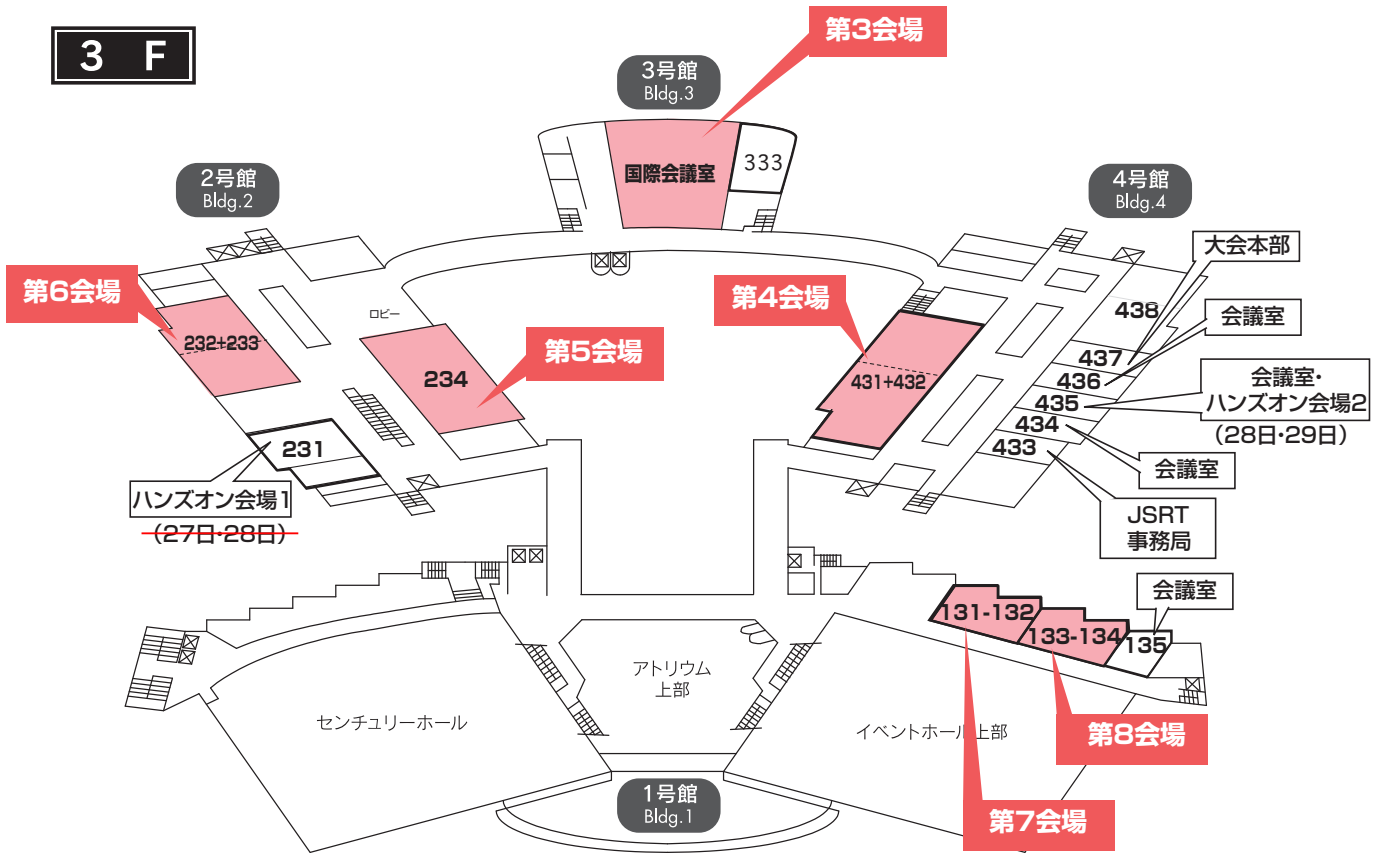 3 F
第3会場
3号館
Bldg.3
国際会議室
333
2号館
Bldg.2
4号館
Bldg.4
大会本部
第6会場
ロビー
第4会場
438
会議室
232+233
第5会場
437
234
431+432
436
会議室・
ハンズオン会場2
(28日・29日)
435
434
231
433
会議室
ハンズオン会場1
(27日・28日)
JSRT
事務局
会議室
131-132
133-134
135
アトリウム
上部
センチュリーホール
イベントホール上部
第8会場
1号館
Bldg.1
第7会場